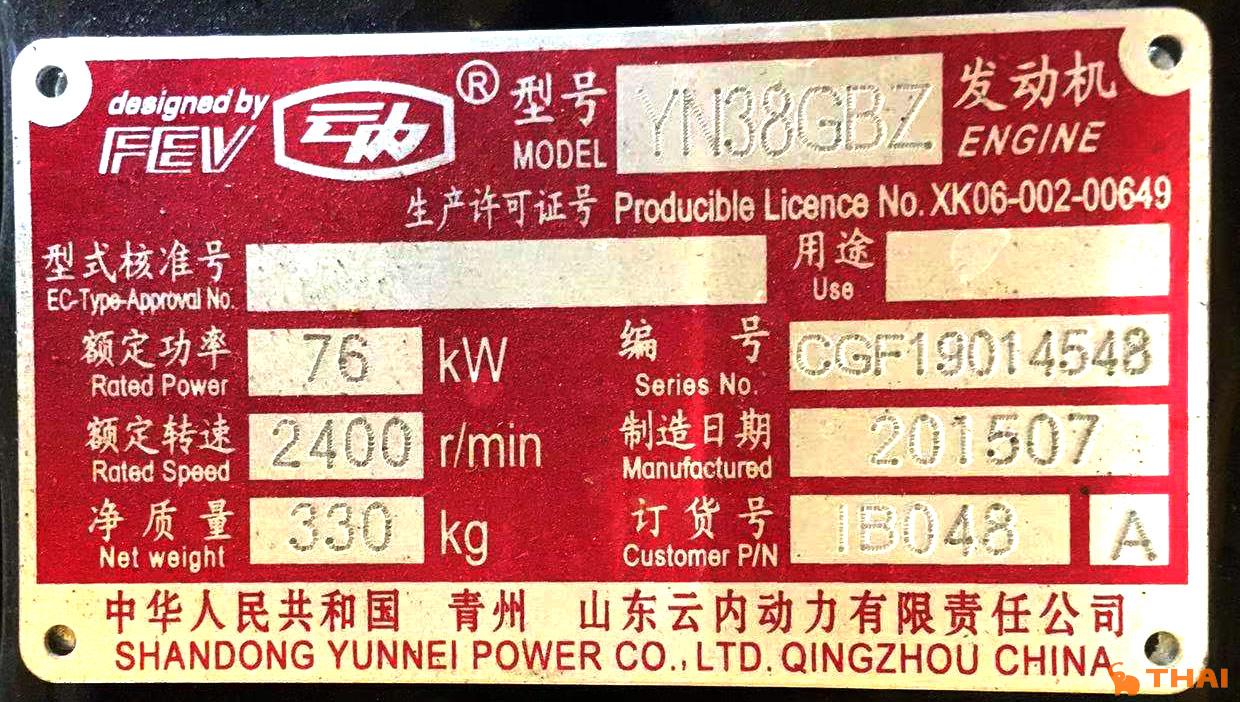 designed by
FEV
云内 ®
型号 YN38GBZ 发动机
MODEL ENGINE
生产许可证号 Producible Licence No. XK06-002-00649
型式核准号 用途
EC-Type-Approval No. Use
额定功率 76 kW 编号 CGF19014548
Rated Power Series No.
额定转速 2400 r/min 制造日期 201507
Rated Speed Manufactured
净质量 330 kg 订货号 IB048 A
Net weight Customer P/N
中华人民共和国 青州 山东云内动力有限责任公司
SHANDONG YUNNEI POWER CO., LTD. QINGZHOU CHINA
THAI